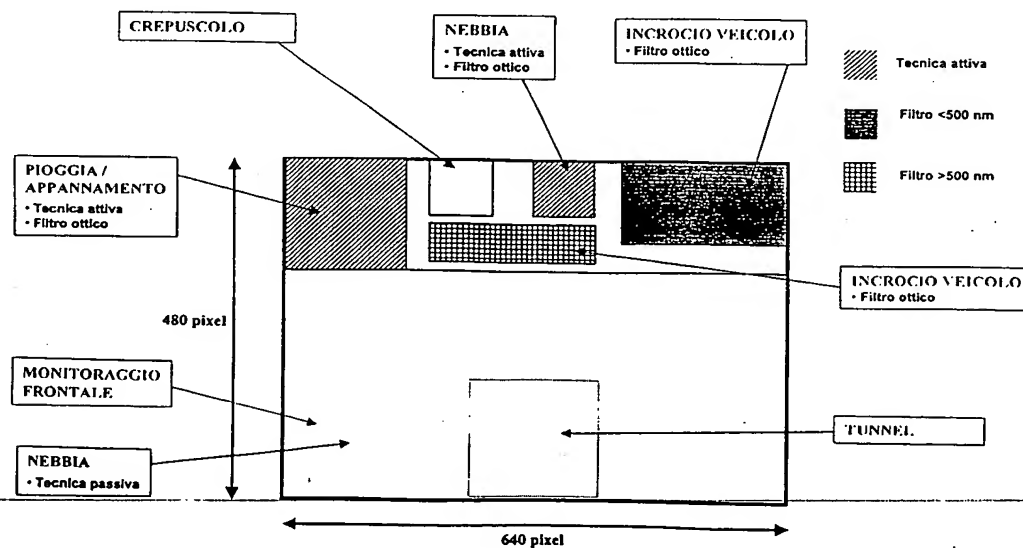 CREPUSCOLO
NEBBIA
• Tecnica attiva
• Filtro ottico
INCROCIO VEICOLO
• Filtro ottico
Tecnica attiva
Filtro <500 nm
Filtro >500 nm
PIOGGIA /
APPANNAMENTO
• Tecnica attiva
• Filtro ottico
INCROCIO VEICOLO
• Filtro ottico
480 pixel
MONITORAGGIO
FRONTALE
TUNNEL
NEBBIA
• Tecnica passiva
640 pixel